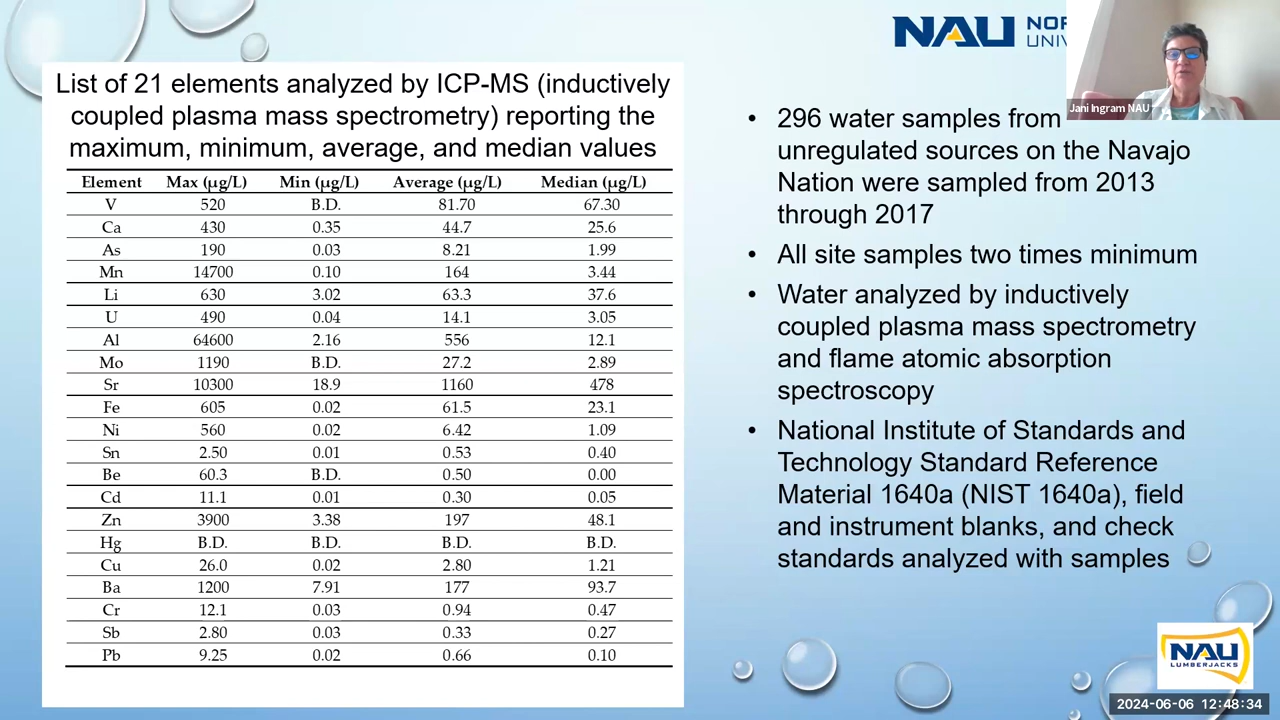 NAU NOR
UNIV
Jani Ingram NAU
List of 21 elements analyzed by ICP-MS (inductively
coupled plasma mass spectrometry) reporting the
maximum, minimum, average, and median values
Element Max (µg/L) Min (µg/L) Average (µg/L) Median (µg/L)
V 520 B.D. 81.70 67.30
Ca 430 0.35 44.7 25.6
As 190 0.03 8.21 1.99
Mn 14700 0.10 164 3.44
Li 630 3.02 63.3 37.6
U 490 0.04 14.1 3.05
Al 64600 2.16 556 12.1
Mo 1190 B.D. 27.2 2.89
Sr 10300 18.9 1160 478
Fe 605 0.02 61.5 23.1
Ni 560 0.02 6.42 1.09
Sn 2.50 0.01 0.53 0.40
Be 60.3 B.D. 0.50 0.00
Cd 11.1 0.01 0.30 0.05
Zn 3900 3.38 197 48.1
Hg B.D. B.D. B.D. B.D.
Cu 26.0 0.02 2.80 1.21
Ba 1200 7.91 177 93.7
Cr 12.1 0.03 0.94 0.47
Sb 2.80 0.03 0.33 0.27
Pb 9.25 0.02 0.66 0.10
• 296 water samples from
unregulated sources on the Navajo
Nation were sampled from 2013
through 2017
• All site samples two times minimum
• Water analyzed by inductively
coupled plasma mass spectrometry
and flame atomic absorption
spectroscopy
• National Institute of Standards and
Technology Standard Reference
Material 1640a (NIST 1640a), field
and instrument blanks, and check
standards analyzed with samples
NAU
LUMBERJACKS
2024-06-06 12:48:34